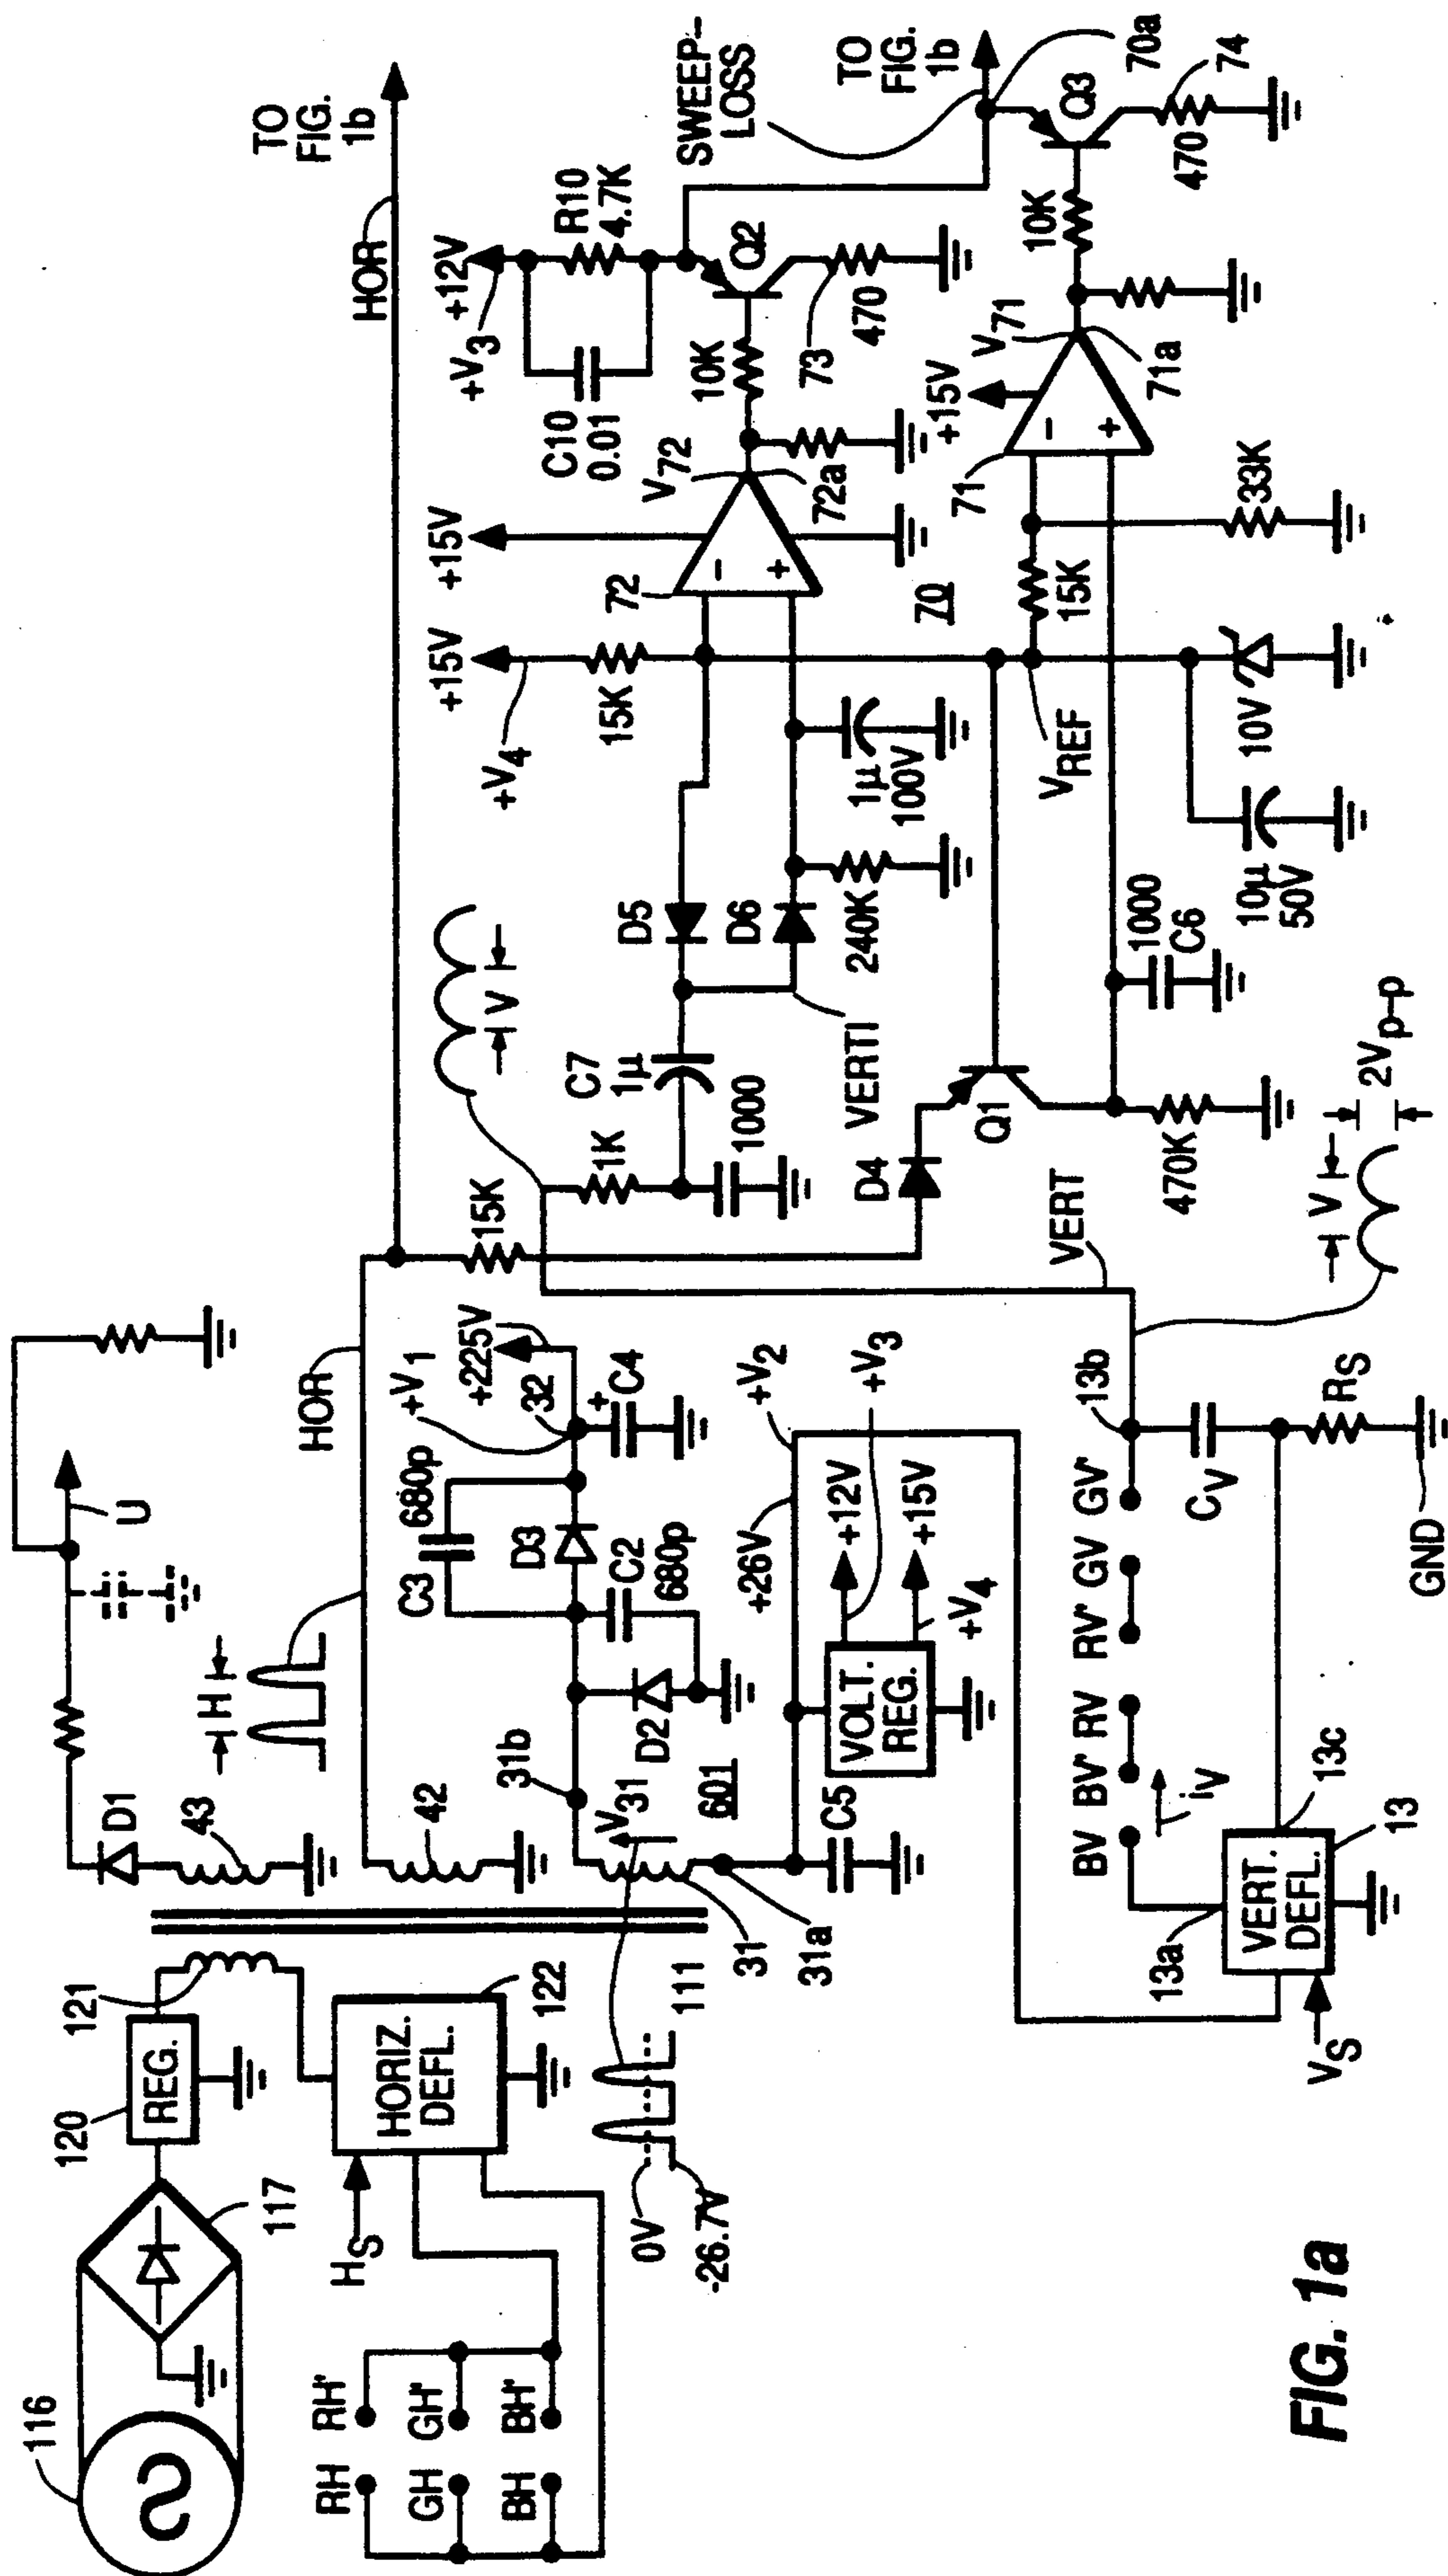 116
117
120
REG.
121
D1
43
U
TO
FIG.
1b
HOR
RH
RH'
GH
GH'
BH
BH'
HS
HORIZ.
DEFL.
122
H
HOR
42
15K
+12V
+V3
R10
4.7K
C10
0.01
0V
-26.7V
111
31
31a
31b
V31
601
D2
C2
680p
C3
680p
D3
+V1
+225V
32
+
C4
V
1K
1000
C7
1µ
D5
D6
VERTI
240K
1µ
100V
+V4
+15V
15K
72
-
+
+15V
V72
72a
10K
Q2
73
470
SWEEP-
LOSS
TO
FIG.
1b
70a
C5
+26V
+V2
VOLT.
REG.
+12V
+15V
+V3
+V4
D4
Q1
470K
1000
C6
VREF
70
15K
33K
10V
10µ
50V
71
-
+
+15V
V71
71a
10K
Q3
74
470
VS
VERT.
DEFL.
13
13a
13c
BV
BV'
RV
RV'
GV
GV'
iV
13b
CV
RS
GND
VERT
V
2Vp-p
FIG. 1a